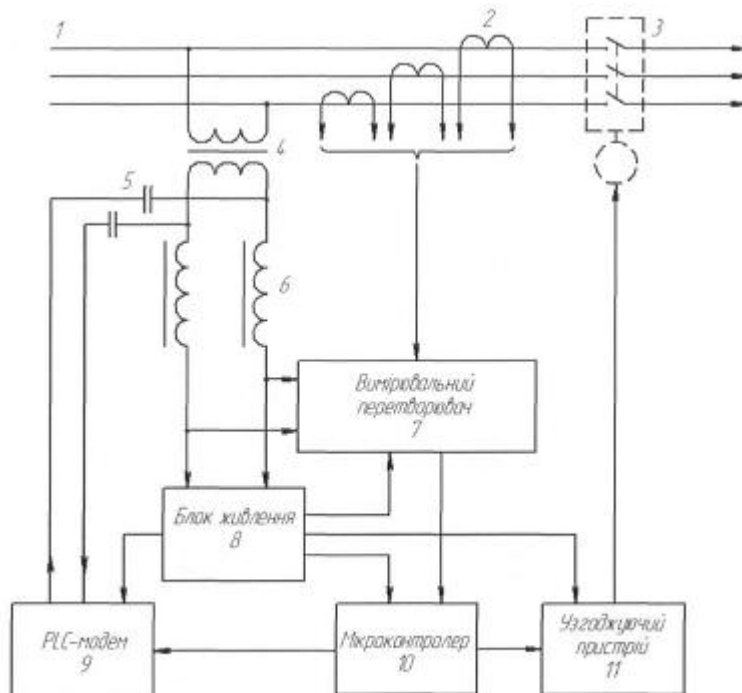 1
2
3
4
5
6
Вимірювальний
перетворювач
7
Блок живлення
8
PLC-модем
9
Мікроконтролер
10
Узгоджуючий
пристрій
11